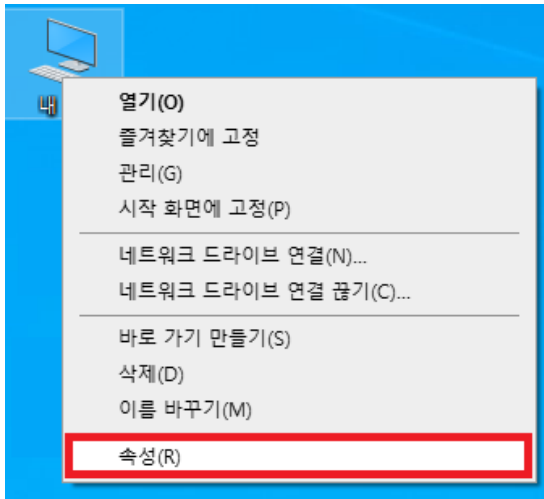 내
열기(O)
즐겨찾기에 고정
관리(G)
시작 화면에 고정(P)
네트워크 드라이브 연결(N)...
네트워크 드라이브 연결 끊기(C)...
바로 가기 만들기(S)
삭제(D)
이름 바꾸기(M)
속성(R)